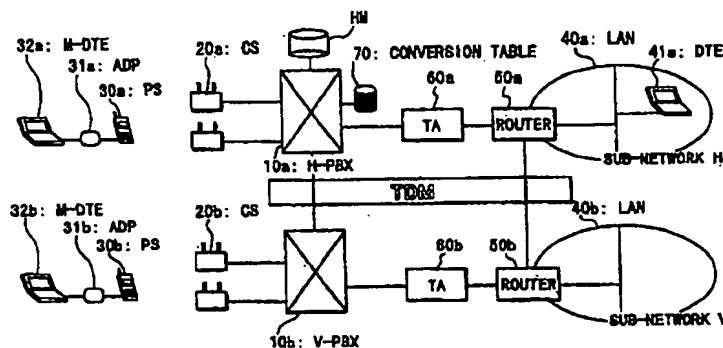 HM
32a: M-DTE
20a: CS
70: CONVERSION TABLE
40a: LAN
41a: DTE
31a: ADP
30a: PS
60a
50a
TA
ROUTER
10a: H-PBX
SUB-NETWORK H
TDM
32b: M-DTE
20b: CS
40b: LAN
31b: ADP
30b: PS
60b
50b
TA
ROUTER
10b: V-PBX
SUB-NETWORK V